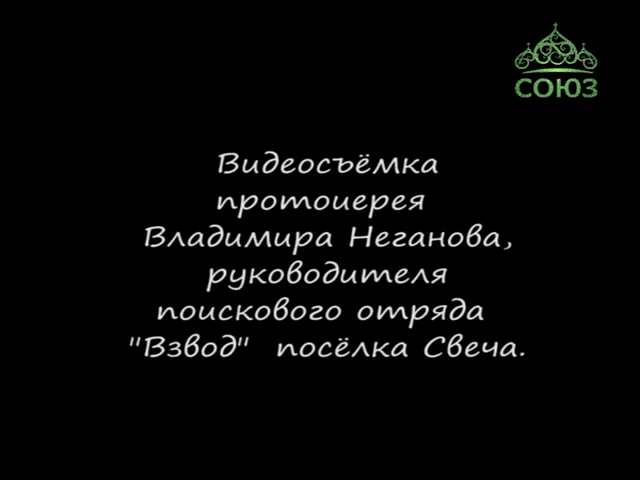 СОЮЗ
Видеосъёмка
протоиерея
Владимира Неганова,
руководителя
поискового отряда
"Взвод" посёлка Свеча.